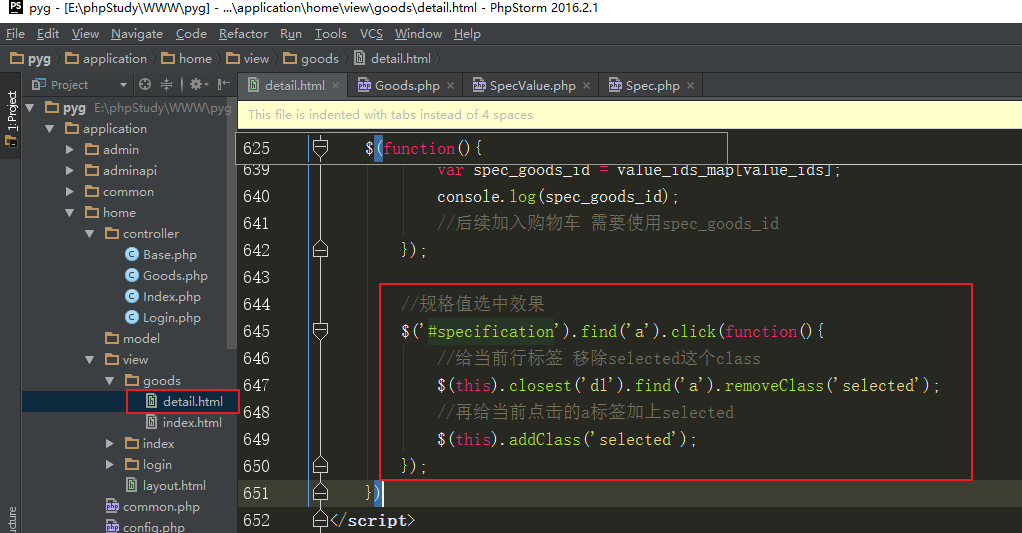 pyg - [E:\phpStudy\WWW\pyg] - ...\application\home\view\goods\detail.html - PhpStorm 2016.2.1
File Edit View Navigate Code Refactor Run Tools VCS Window Help
pyg application home view goods detail.html
Project
detail.html Goods.php SpecValue.php Spec.php
1: Project
This file is indented with tabs instead of 4 spaces
pyg E:\phpStudy\WWW\pyg
application
admin
adminapi
common
home
controller
Base.php
Goods.php
Index.php
Login.php
model
view
goods
detail.html
index.html
index
login
layout.html
common.php
config.php
625 $(function(){
639 var spec_goods_id = value_ids_map[value_ids];
640 console.log(spec_goods_id);
641 //后续加入购物车 需要使用spec_goods_id
642 });
643
644 //规格值选中效果
645 $('#specification').find('a').click(function(){
646 //给当前行标签 移除selected这个class
647 $(this).closest('dl').find('a').removeClass('selected');
648 //再给当前点击的a标签加上selected
649 $(this).addClass('selected');
650 });
651 })
652 </script>